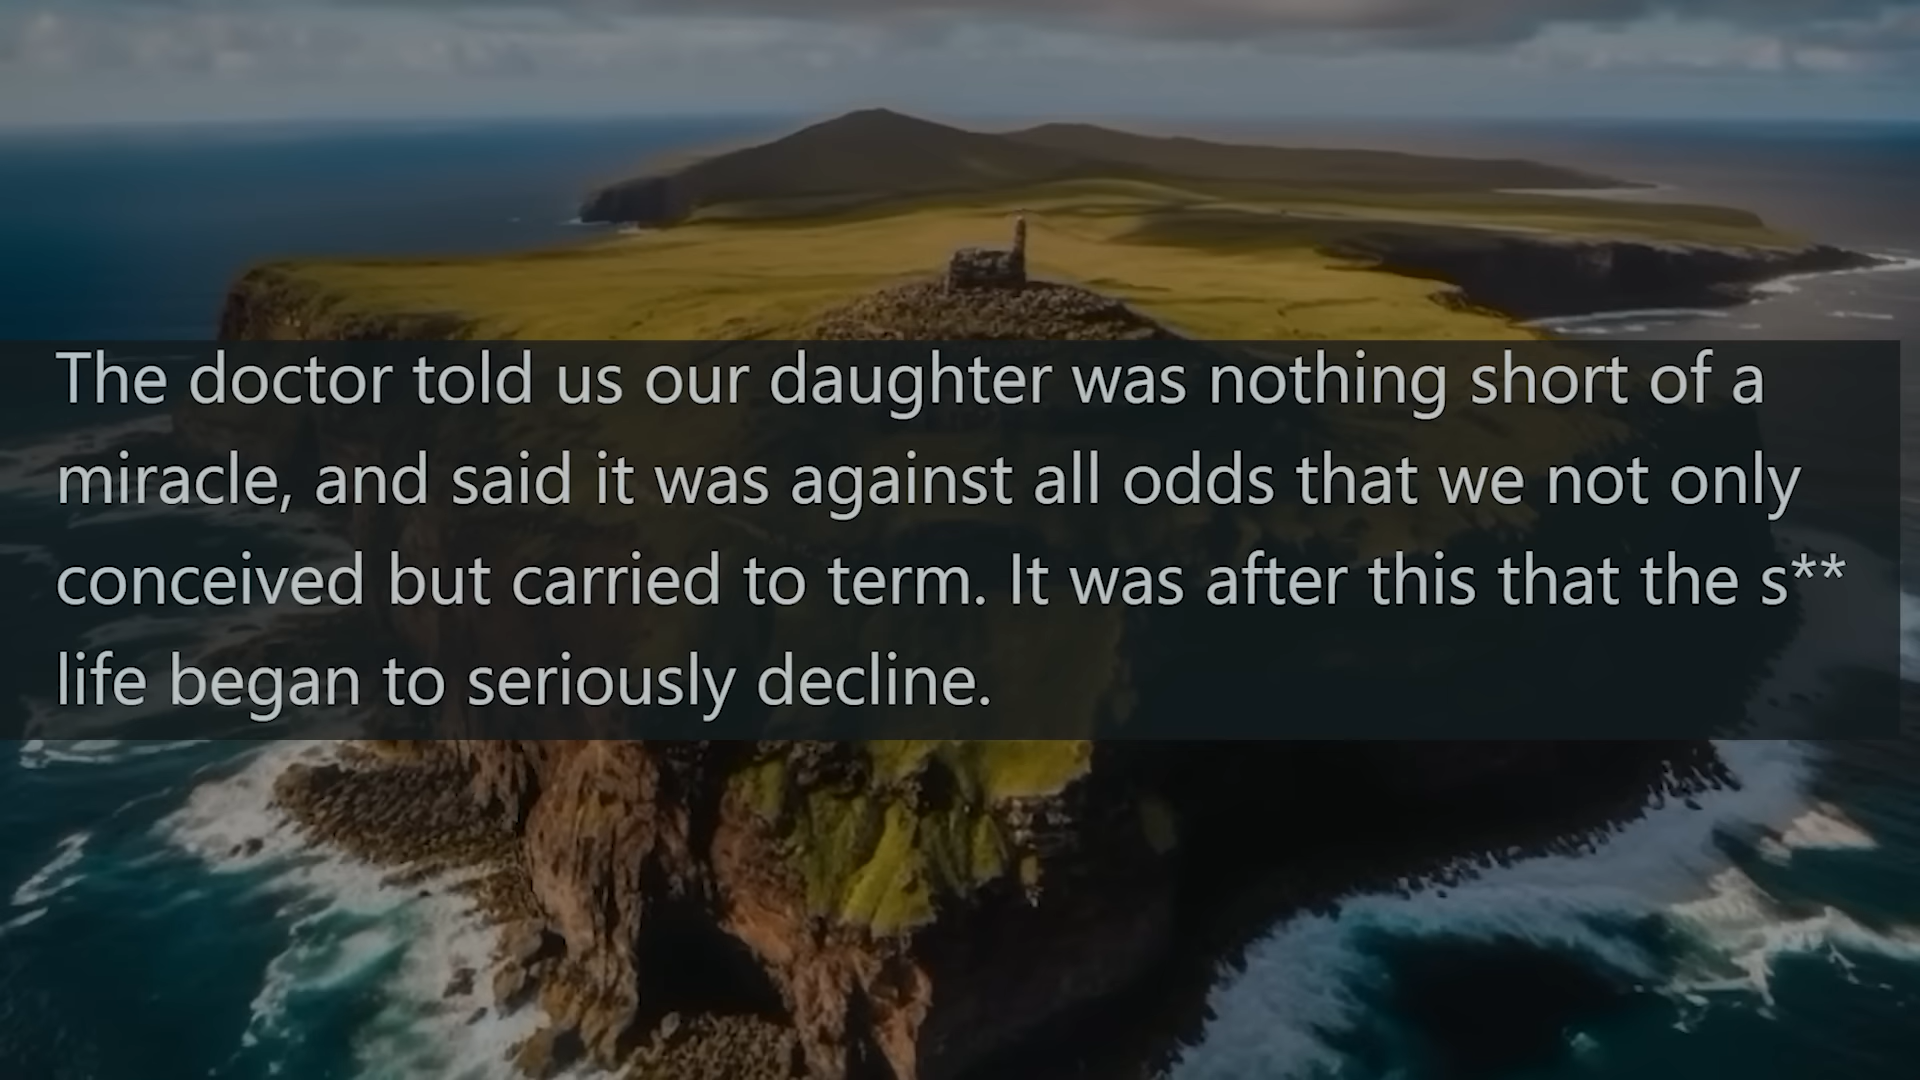 The doctor told us our daughter was nothing short of a
miracle, and said it was against all odds that we not only
conceived but carried to term. It was after this that the s**
life began to seriously decline.